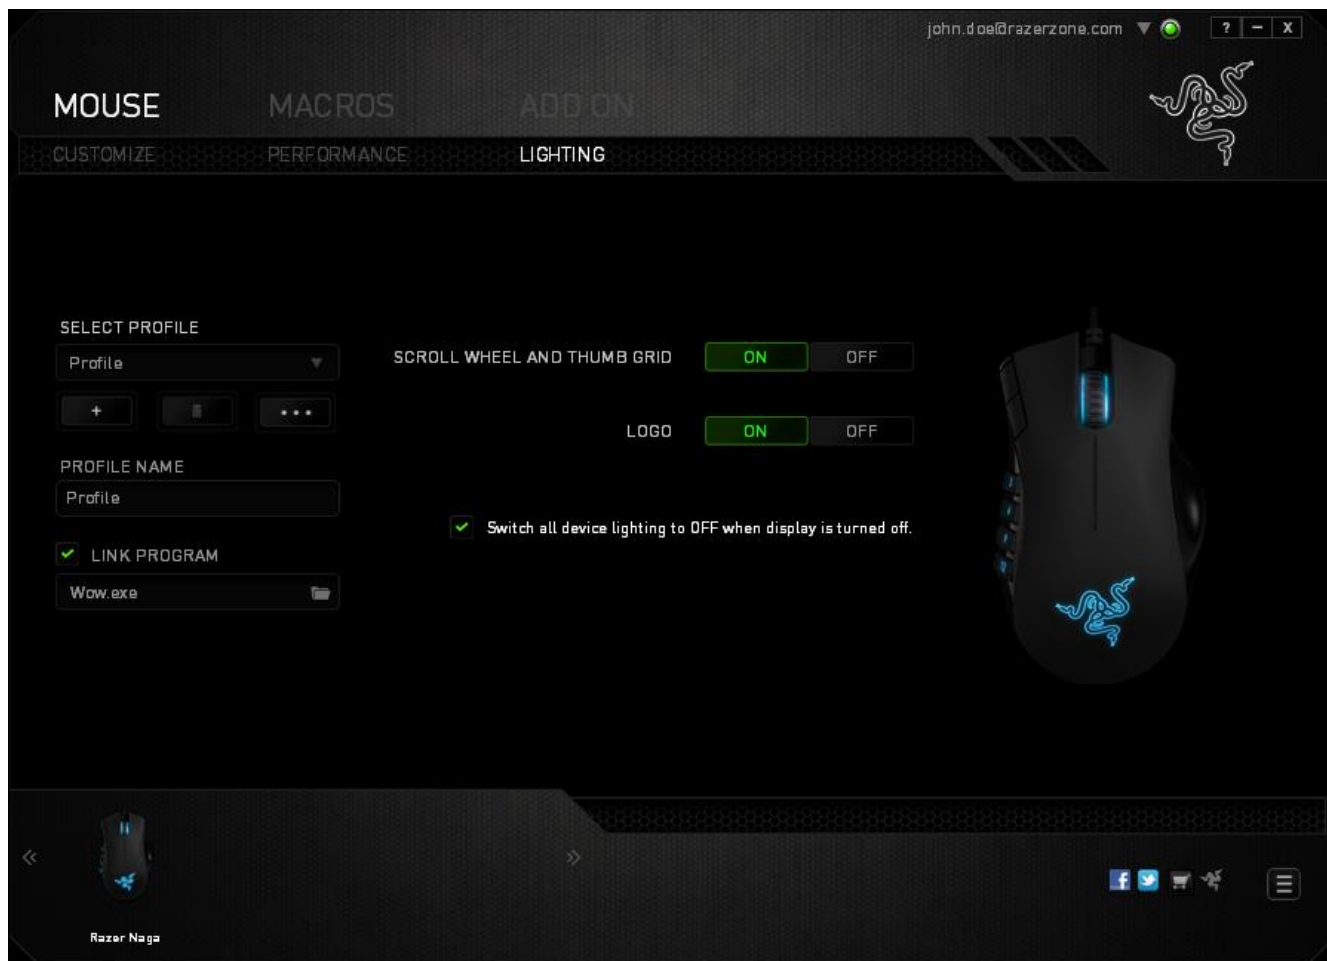 john.doe@razerzone.com
? – X
MOUSE MACROS ADD ON
CUSTOMIZE PERFORMANCE LIGHTING
SELECT PROFILE
Profile
SCROLL WHEEL AND THUMB GRID ON OFF
+ •••
LOGO ON OFF
PROFILE NAME
Profile
Switch all device lighting to OFF when display is turned off.
LINK PROGRAM
Wow.exe
Razer Naga